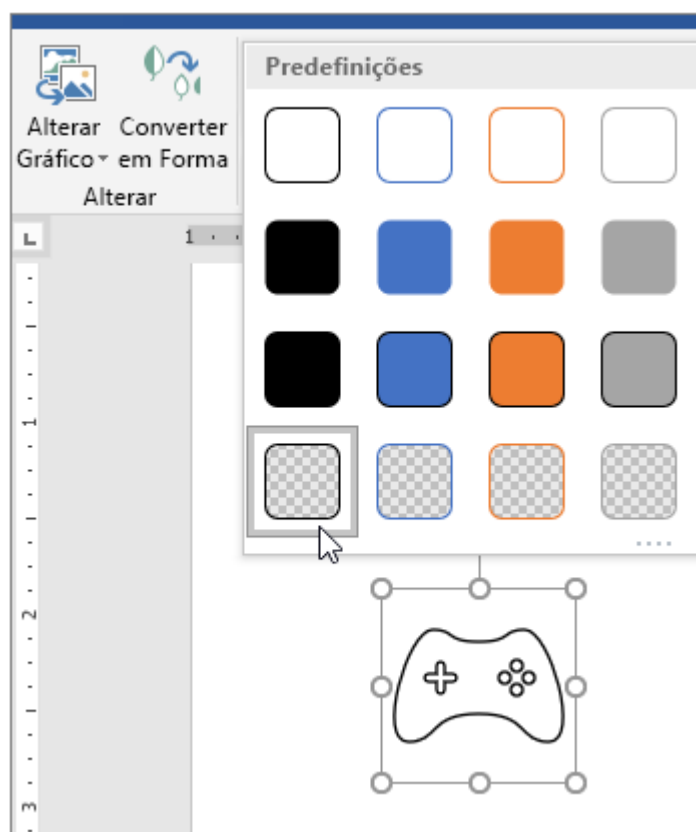 Predefinições
Alterar
Gráfico
Converter
em Forma
Alterar
1
1
2
3